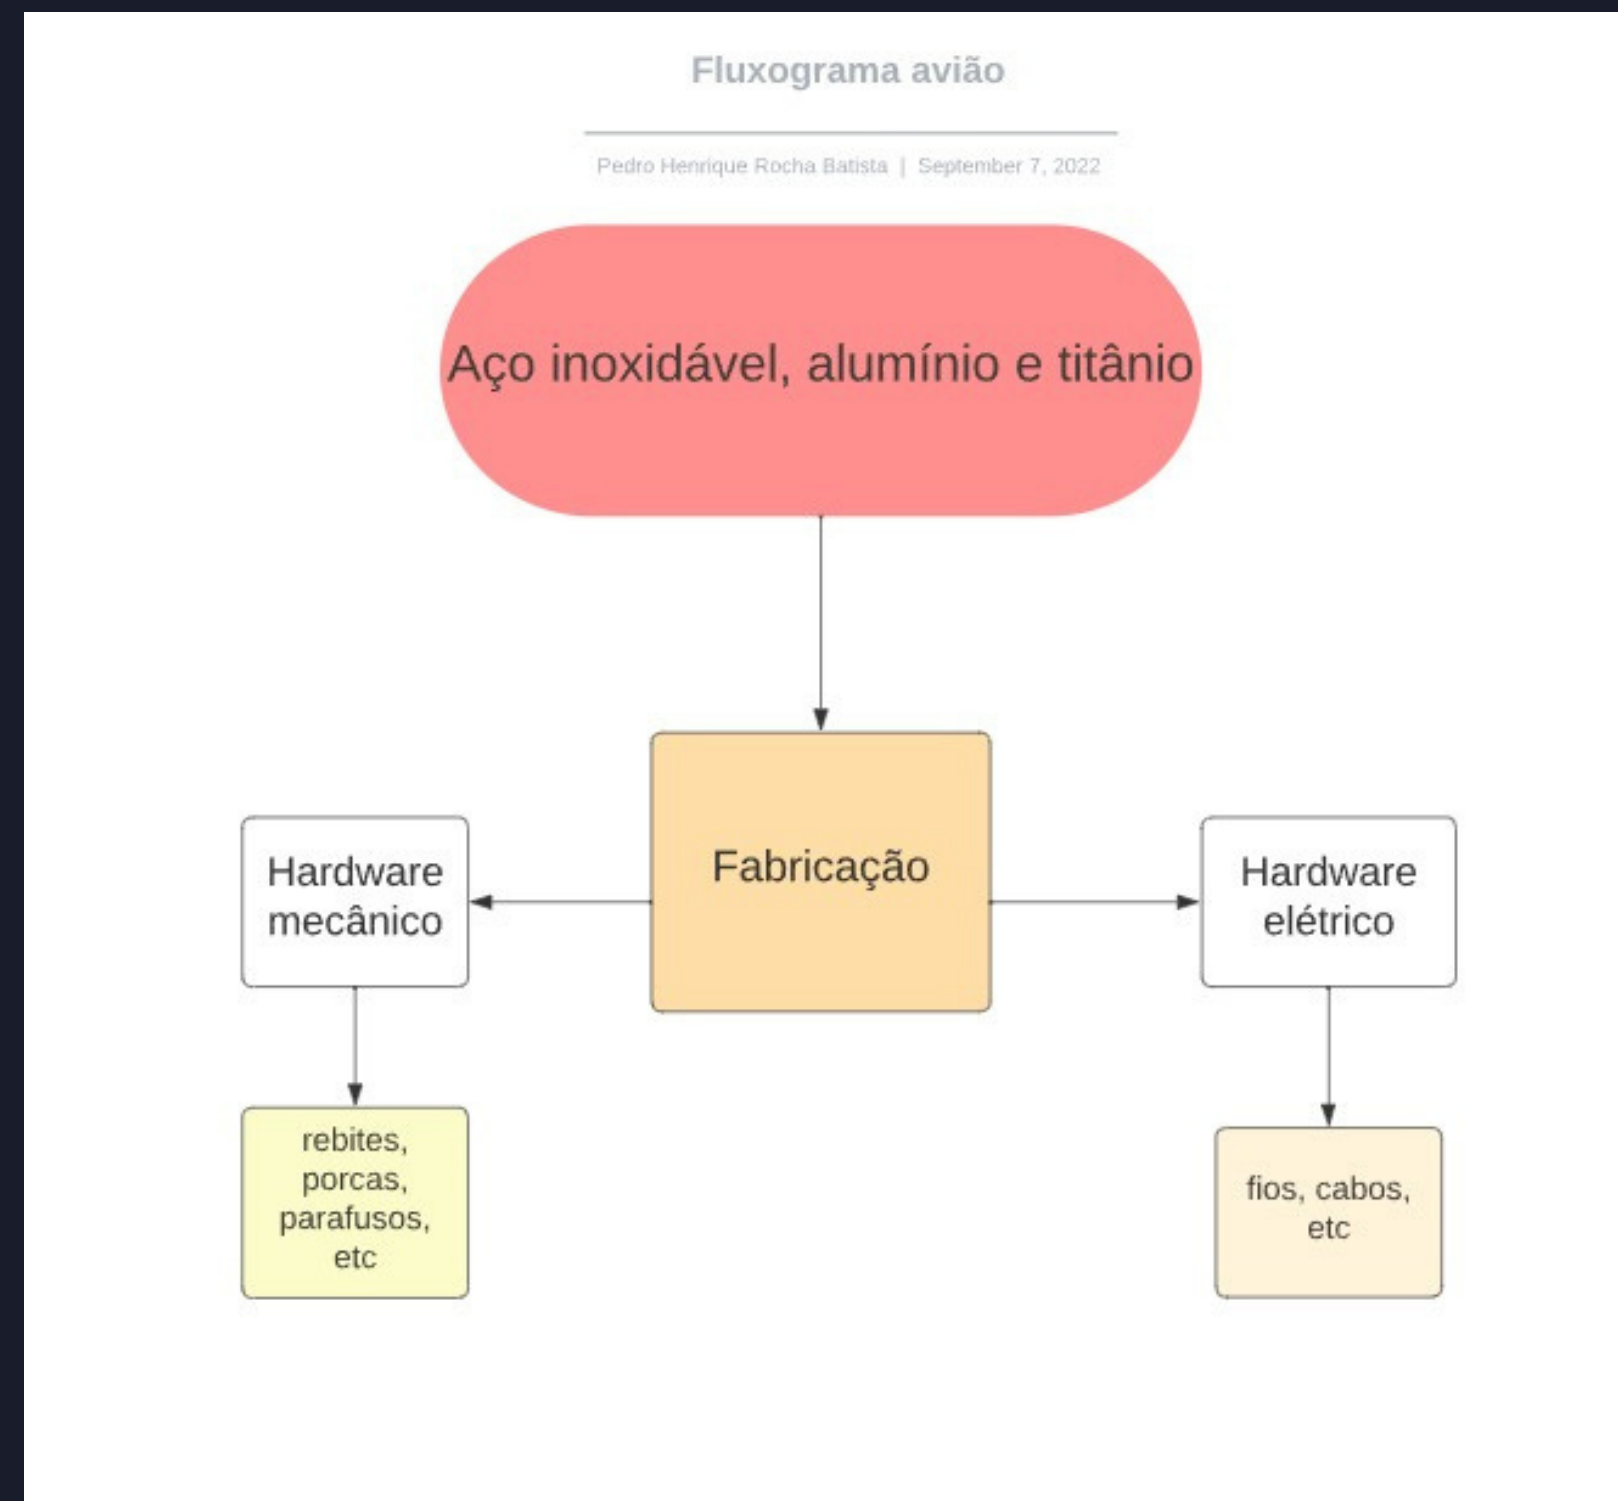 Fluxograma avião
Pedro Henrique Rocha Batista | September 7, 2022
Aço inoxidável, alumínio e titânio
Fabricação
Hardware
mecânico
Hardware
elétrico
rebites,
porcas,
parafusos,
etc
fios, cabos,
etc